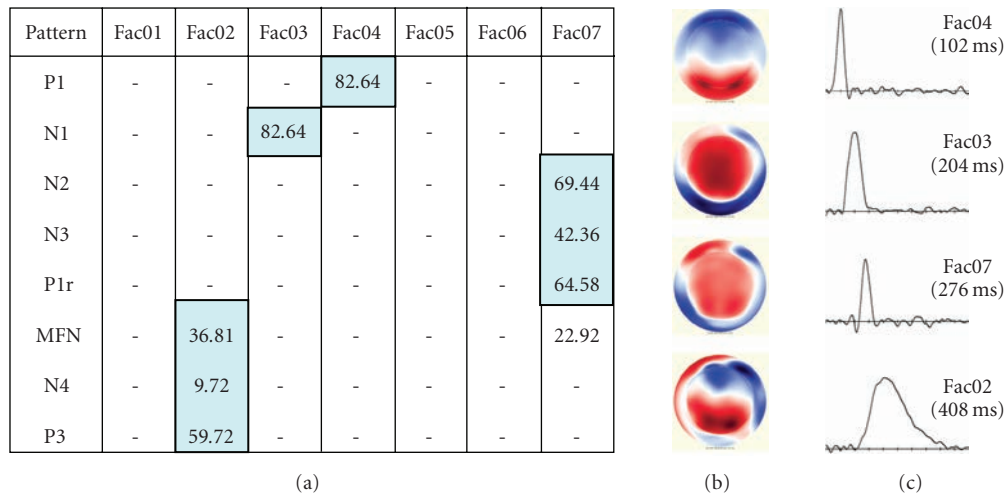 Pattern Fac01 Fac02 Fac03 Fac04 Fac05 Fac06 Fac07
P1 - - - 82.64 - - -
N1 - - 82.64 - - - -
N2 - - - - - - 69.44
N3 - - - - - - 42.36
P1r - - - - - - 64.58
MFN - 36.81 - - - - 22.92
N4 - 9.72 - - - - -
P3 - 59.72 - - - - -
(a)
(b)
Fac04
(102 ms)
Fac03
(204 ms)
Fac07
(276 ms)
Fac02
(408 ms)
(c)